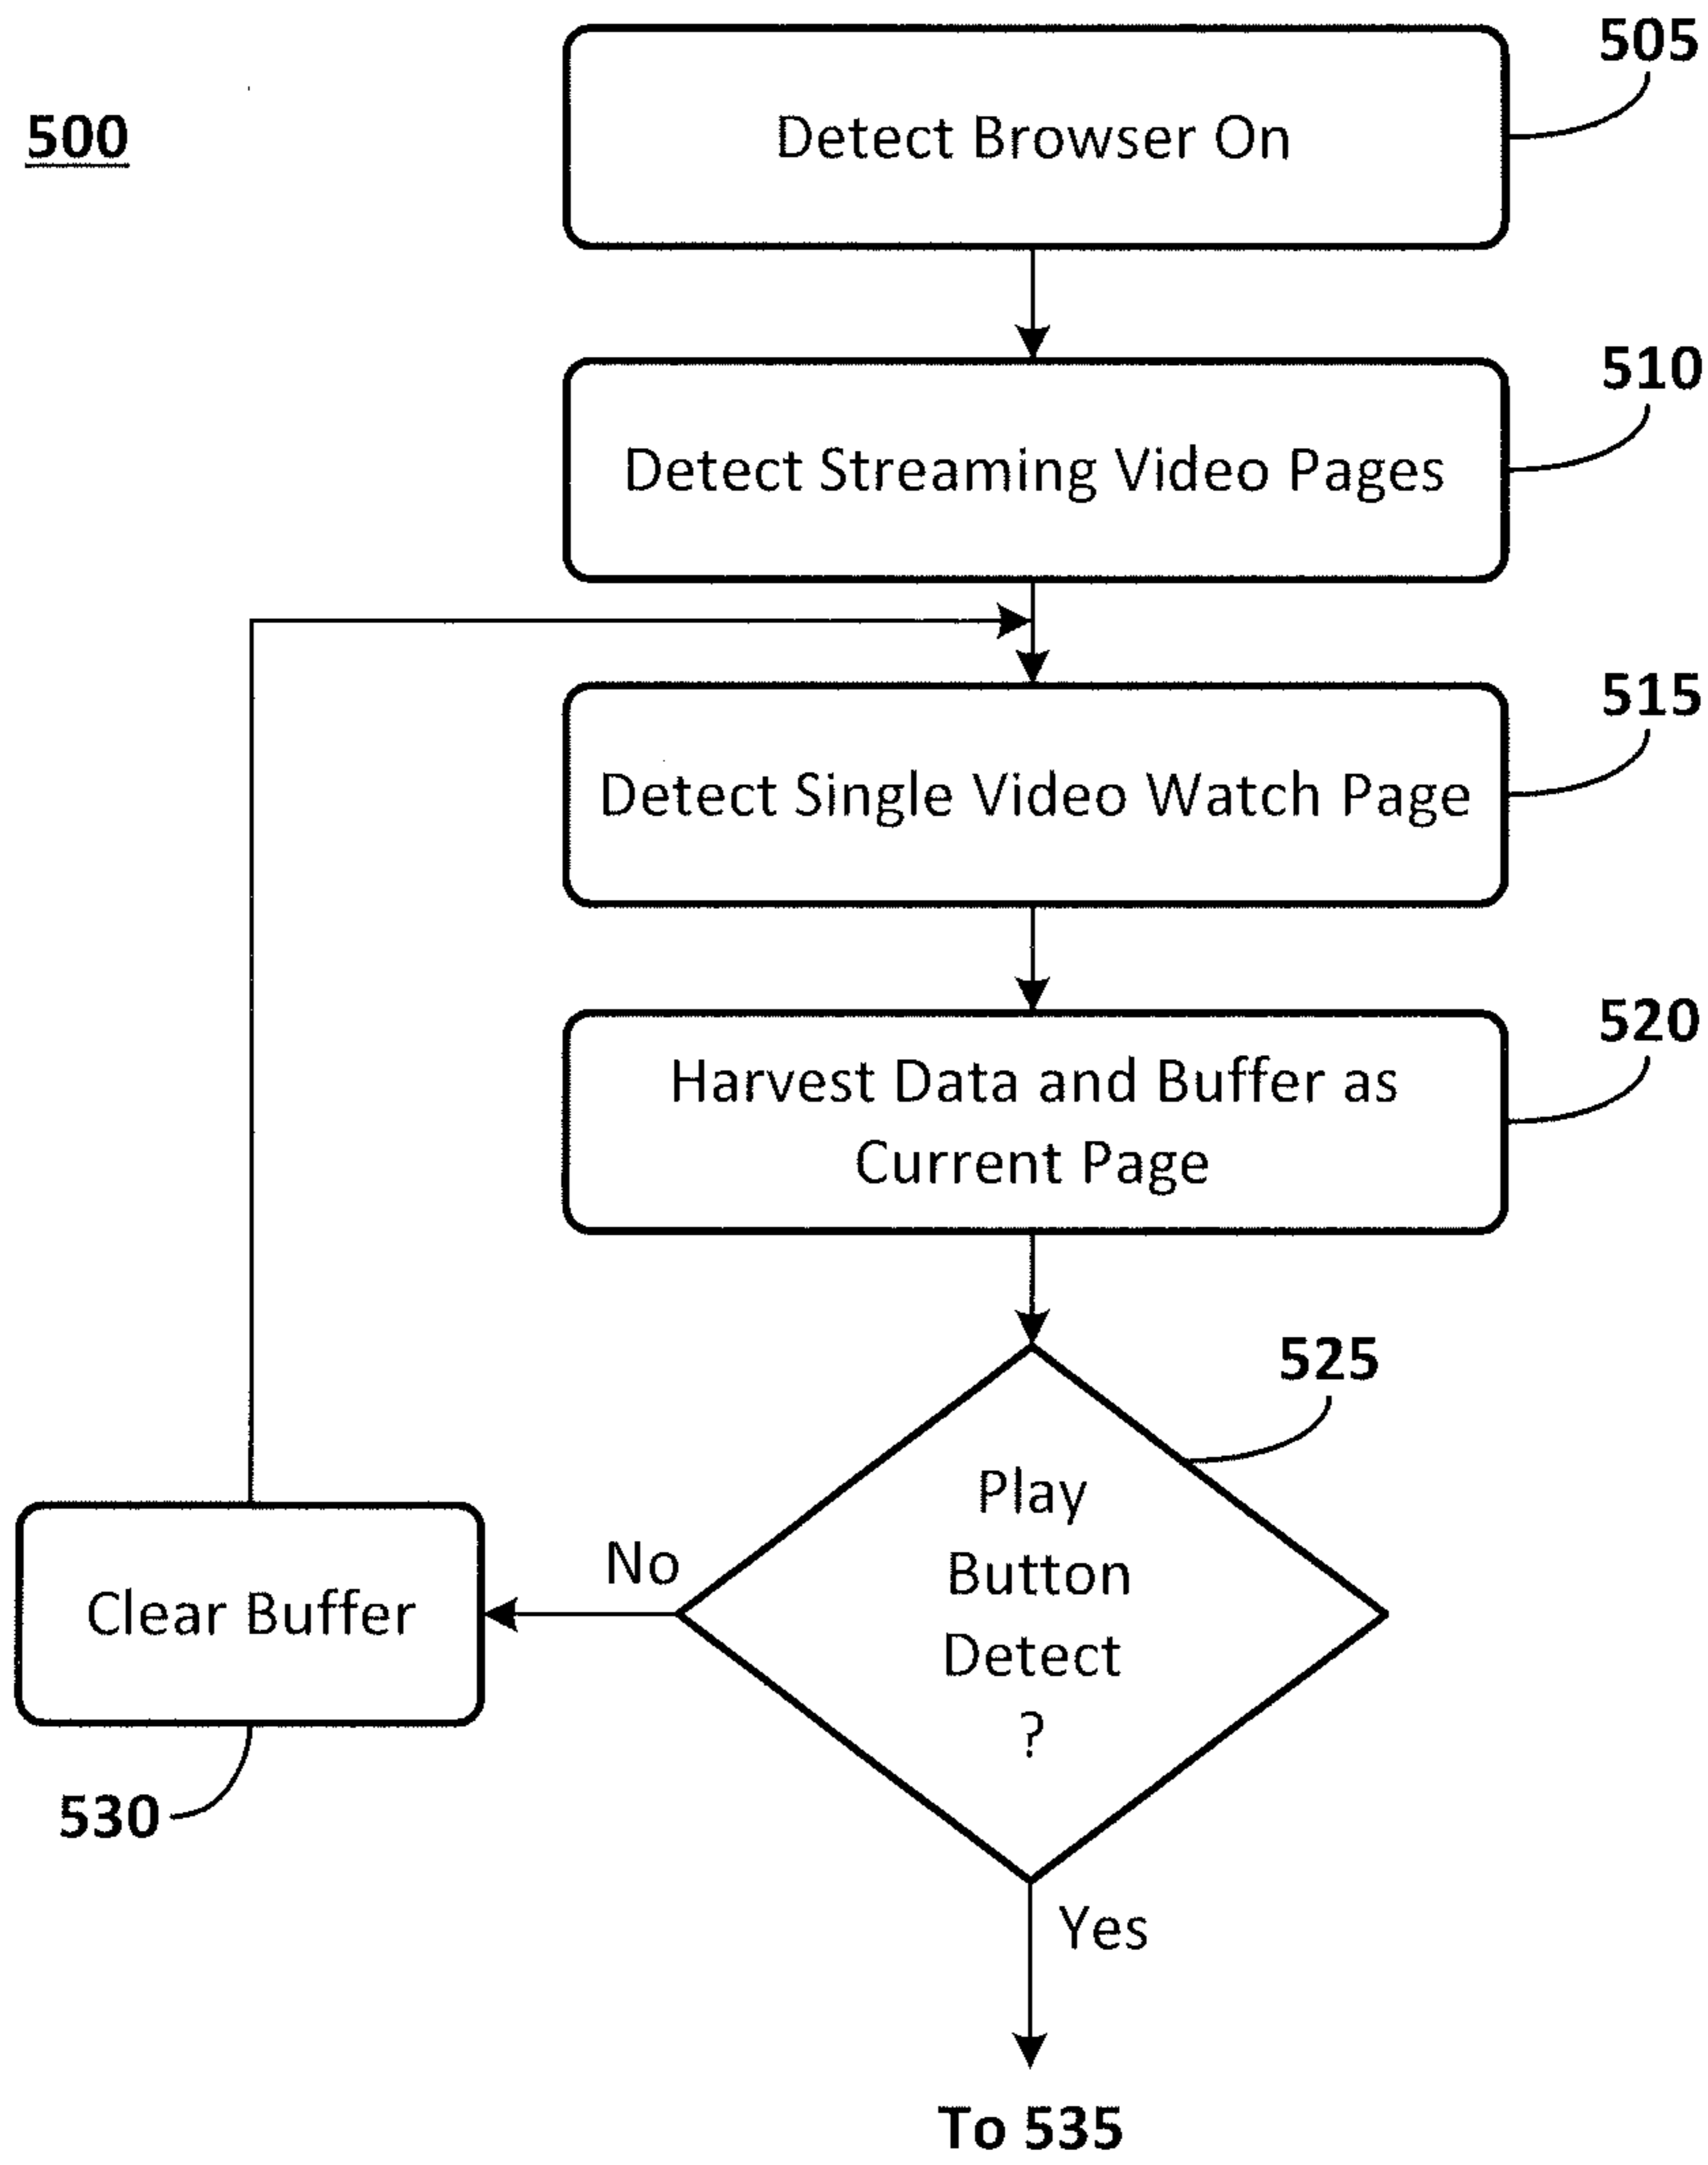 500
505
Detect Browser On
510
Detect Streaming Video Pages
515
Detect Single Video Watch Page
520
Harvest Data and Buffer as
Current Page
525
Play
Button
Detect
?
No
Clear Buffer
530
Yes
To 535